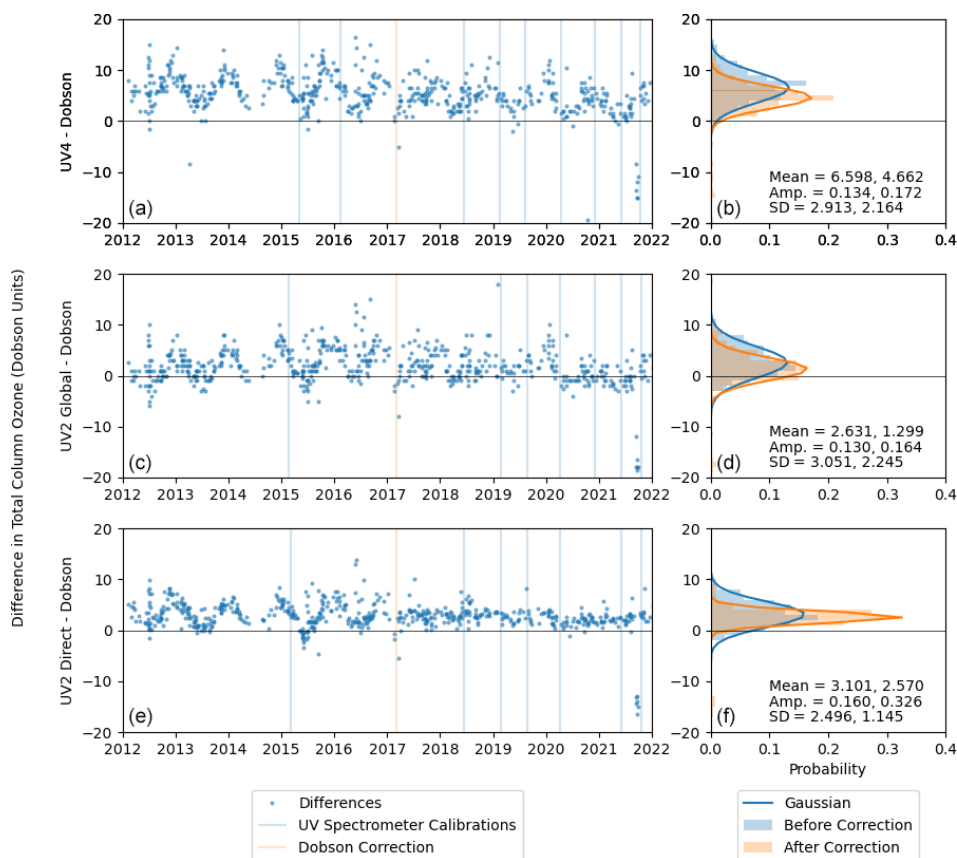 Difference in Total Column Ozone (Dobson Units)
UV4 - Dobson
20
10
0
−10
−20
(a)
2012 2013 2014 2015 2016 2017 2018 2019 2020 2021 2022
20
10
0
−10
−20
Mean = 6.598, 4.662
Amp. = 0.134, 0.172
SD = 2.913, 2.164
(b)
0.0 0.1 0.2 0.3 0.4
UV2 Global - Dobson
20
10
0
−10
−20
(c)
2012 2013 2014 2015 2016 2017 2018 2019 2020 2021 2022
20
10
0
−10
−20
Mean = 2.631, 1.299
Amp. = 0.130, 0.164
SD = 3.051, 2.245
(d)
0.0 0.1 0.2 0.3 0.4
UV2 Direct - Dobson
20
10
0
−10
−20
(e)
2012 2013 2014 2015 2016 2017 2018 2019 2020 2021 2022
20
10
0
−10
−20
Mean = 3.101, 2.570
Amp. = 0.160, 0.326
SD = 2.496, 1.145
(f)
0.0 0.1 0.2 0.3 0.4
Probability
Differences
UV Spectrometer Calibrations
Dobson Correction
Gaussian
Before Correction
After Correction